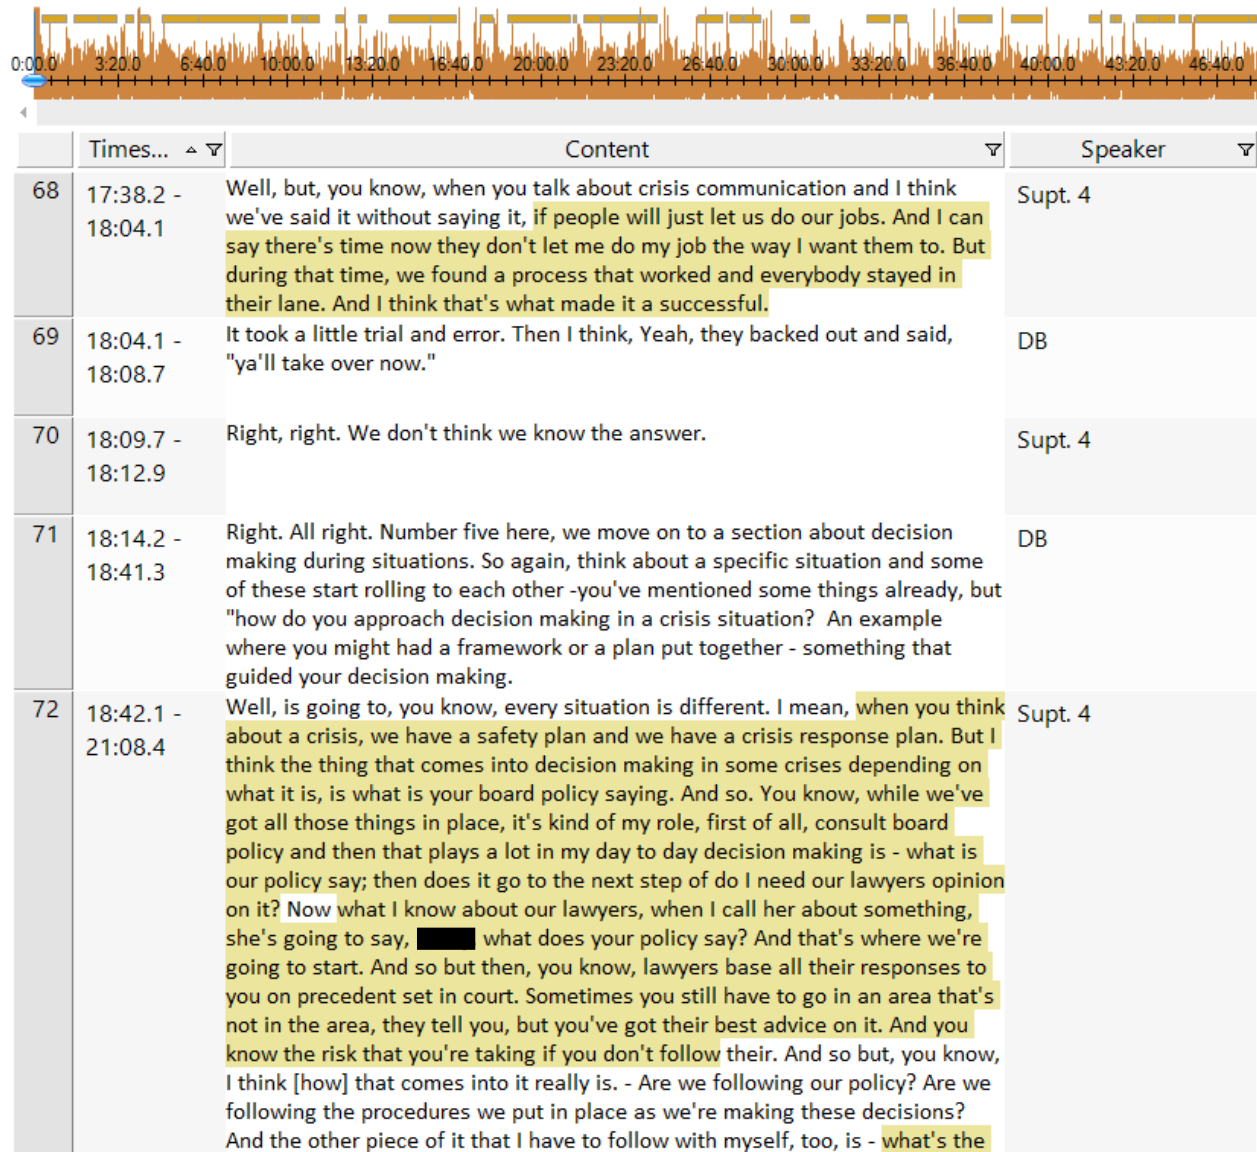 0:00.0 3:20.0 6:40.0 10:00.0 13:20.0 16:40.0 20:00.0 23:20.0 26:40.0 30:00.0 33:20.0 36:40.0 40:00.0 43:20.0 46:40.0
Times... Content Speaker
68 17:38.2 - 18:04.1 Supt. 4
Well, but, you know, when you talk about crisis communication and I think
we've said it without saying it, if people will just let us do our jobs. And I can
say there's time now they don't let me do my job the way I want them to. But
during that time, we found a process that worked and everybody stayed in
their lane. And I think that's what made it a successful.
69 18:04.1 - 18:08.7 DB
It took a little trial and error. Then I think, Yeah, they backed out and said,
"ya'll take over now."
70 18:09.7 - 18:12.9 Supt. 4
Right, right. We don't think we know the answer.
71 18:14.2 - 18:41.3 DB
Right. All right. Number five here, we move on to a section about decision
making during situations. So again, think about a specific situation and some
of these start rolling to each other -you've mentioned some things already, but
"how do you approach decision making in a crisis situation?  An example
where you might had a framework or a plan put together - something that
guided your decision making.
72 18:42.1 - 21:08.4 Supt. 4
Well, is going to, you know, every situation is different. I mean, when you think
about a crisis, we have a safety plan and we have a crisis response plan. But I
think the thing that comes into decision making in some crises depending on
what it is, is what is your board policy saying. And so. You know, while we've
got all those things in place, it's kind of my role, first of all, consult board
policy and then that plays a lot in my day to day decision making is - what is
our policy say; then does it go to the next step of do I need our lawyers opinion
on it? Now what I know about our lawyers, when I call her about something,
she's going to say, what does your policy say? And that's where we're
going to start. And so but then, you know, lawyers base all their responses to
you on precedent set in court. Sometimes you still have to go in an area that's
not in the area, they tell you, but you've got their best advice on it. And you
know the risk that you're taking if you don't follow their. And so but, you know,
I think [how] that comes into it really is. - Are we following our policy? Are we
following the procedures we put in place as we're making these decisions?
And the other piece of it that I have to follow with myself, too, is - what's the